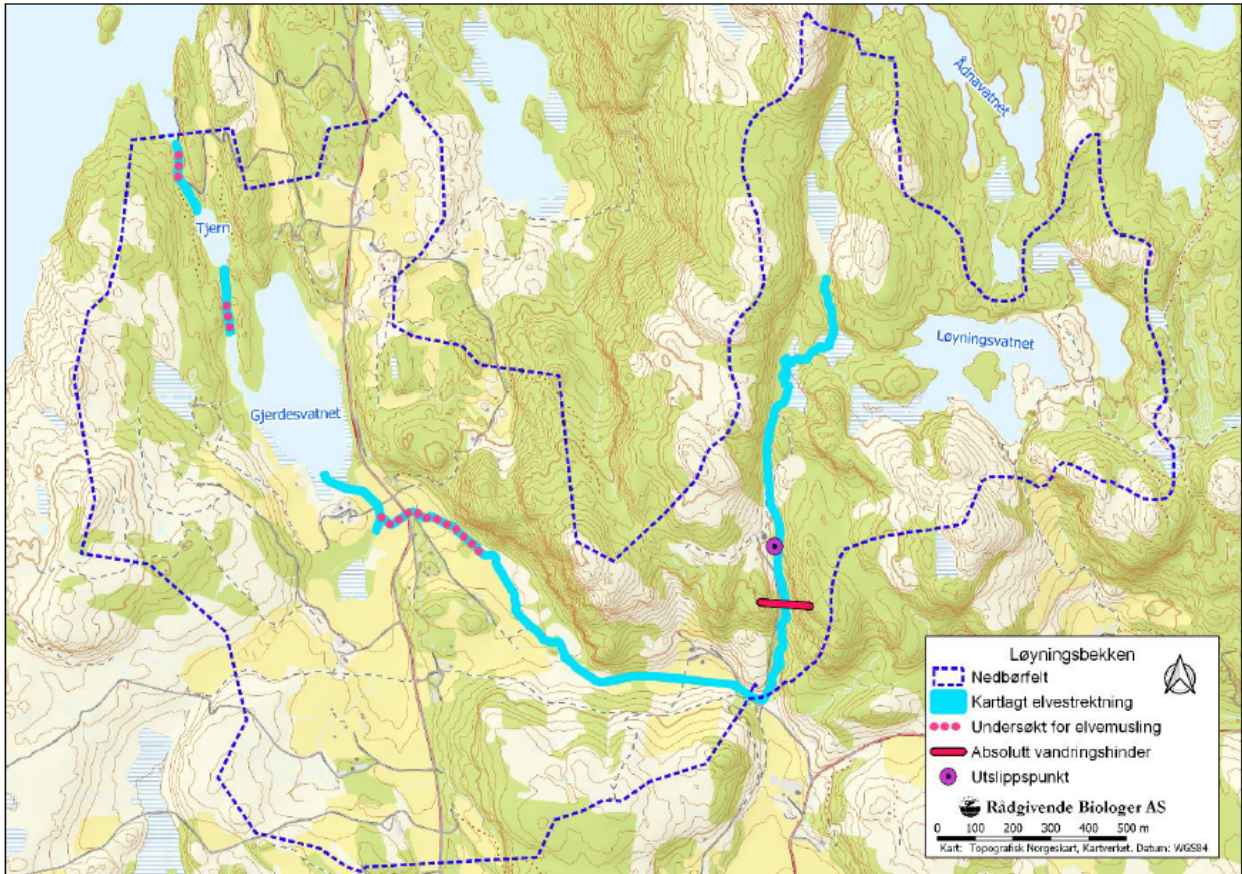 Ådnavatnet
Tjern
Løyningsvatnet
Gjerdesvatnet
Løyningsbekken
Nedbørfelt
Kartlagt elvestrektning
Undersøkt for elvemusling
Absolutt vandringshinder
Utslippspunkt
Rådgivende Biologer AS
0 100 200 300 400 500 m
Kart: Topografisk Norgeskart, Kartverket. Datum: WGS84